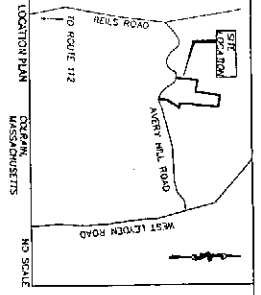 SITE
LOCATION
REILS ROAD
TO ROUTE 112
AVERY HILL ROAD
WEST LEYDEN ROAD
LOCATION PLAN
COLRAIN,
MASSACHUSETTS
NO SCALE